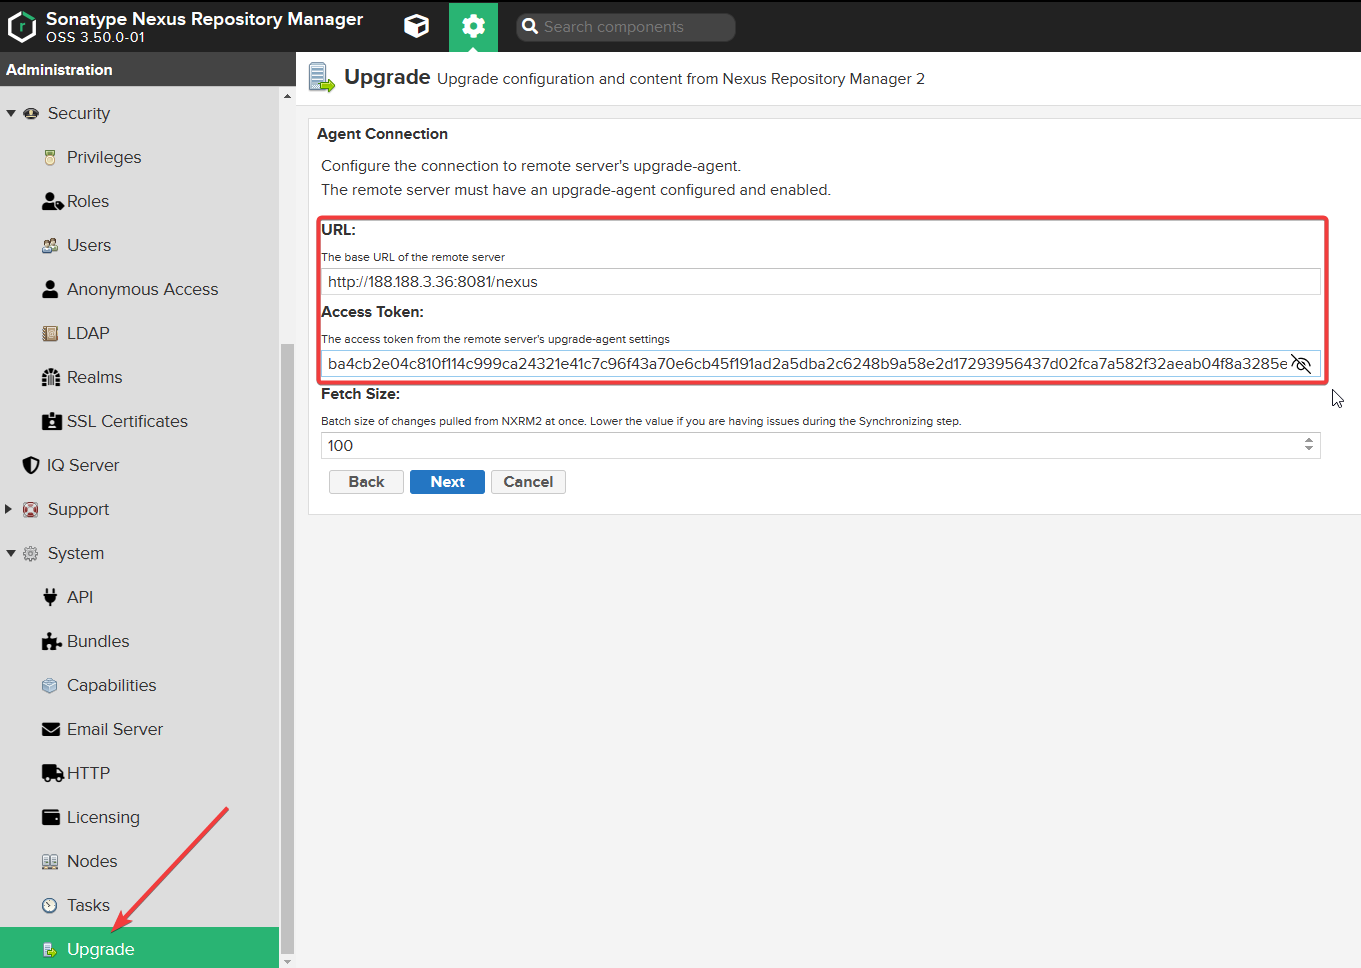 Sonatype Nexus Repository Manager
OSS 3.50.0-01
Search components
Administration
Security
Privileges
Roles
Users
Anonymous Access
LDAP
Realms
SSL Certificates
IQ Server
Support
System
API
Bundles
Capabilities
Email Server
HTTP
Licensing
Nodes
Tasks
Upgrade
Upgrade Upgrade configuration and content from Nexus Repository Manager 2
Agent Connection
Configure the connection to remote server's upgrade-agent.
The remote server must have an upgrade-agent configured and enabled.
URL:
The base URL of the remote server
http://188.188.3.36:8081/nexus
Access Token:
The access token from the remote server's upgrade-agent settings
ba4cb2e04c810f114c999ca24321e41c7c96f43a70e6cb45f191ad2a5dba2c6248b9a58e2d17293956437d02fca7a582f32aeab04f8a3285e
Fetch Size:
Batch size of changes pulled from NXRM2 at once. Lower the value if you are having issues during the Synchronizing step.
100
Back
Next
Cancel